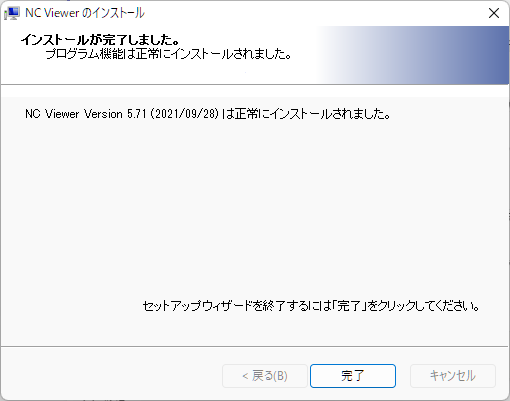 NC Viewer のインストール
インストールが完了しました。
プログラム機能は正常にインストールされました。
NC Viewer Version 5.71 (2021/09/28) は正常にインストールされました。
セットアップウィザードを終了するには「完了」をクリックしてください。
< 戻る(B) 完了 キャンセル